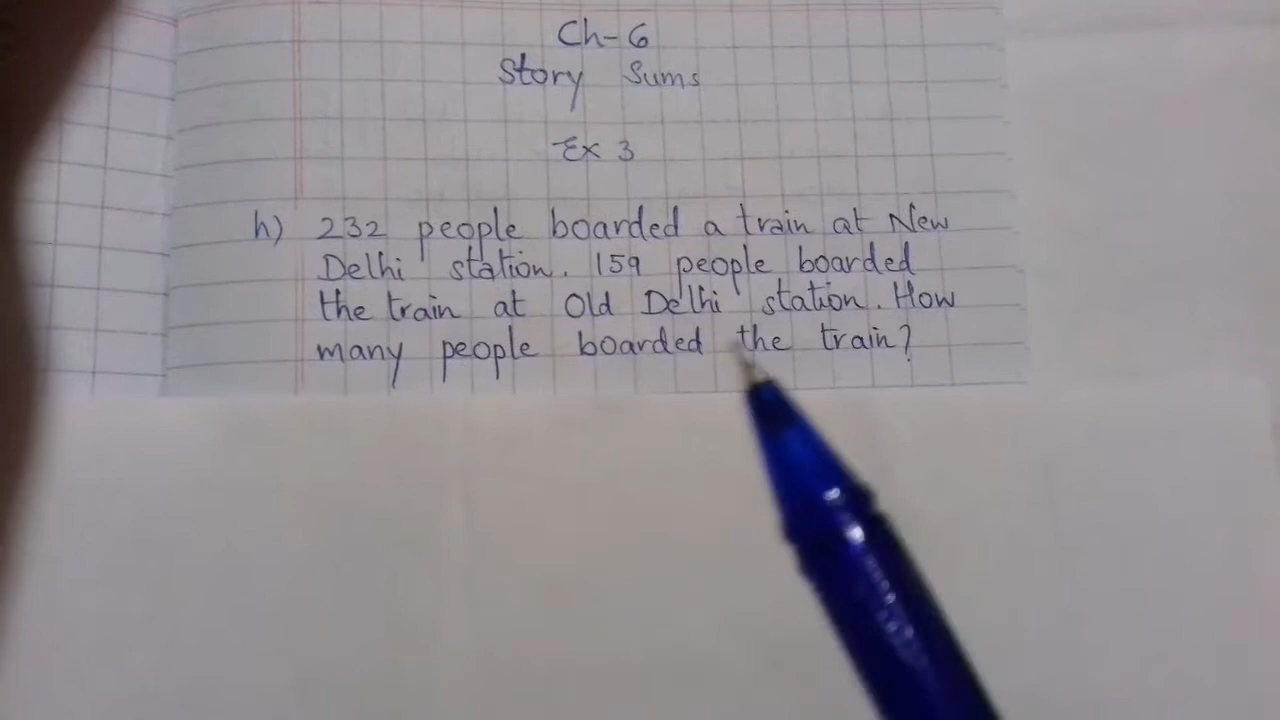 Ch-6
Story Sums
Ex 3
h) 232 people boarded a train at New
Delhi station. 159 people boarded
the train at Old Delhi station. How
many people boarded the train?